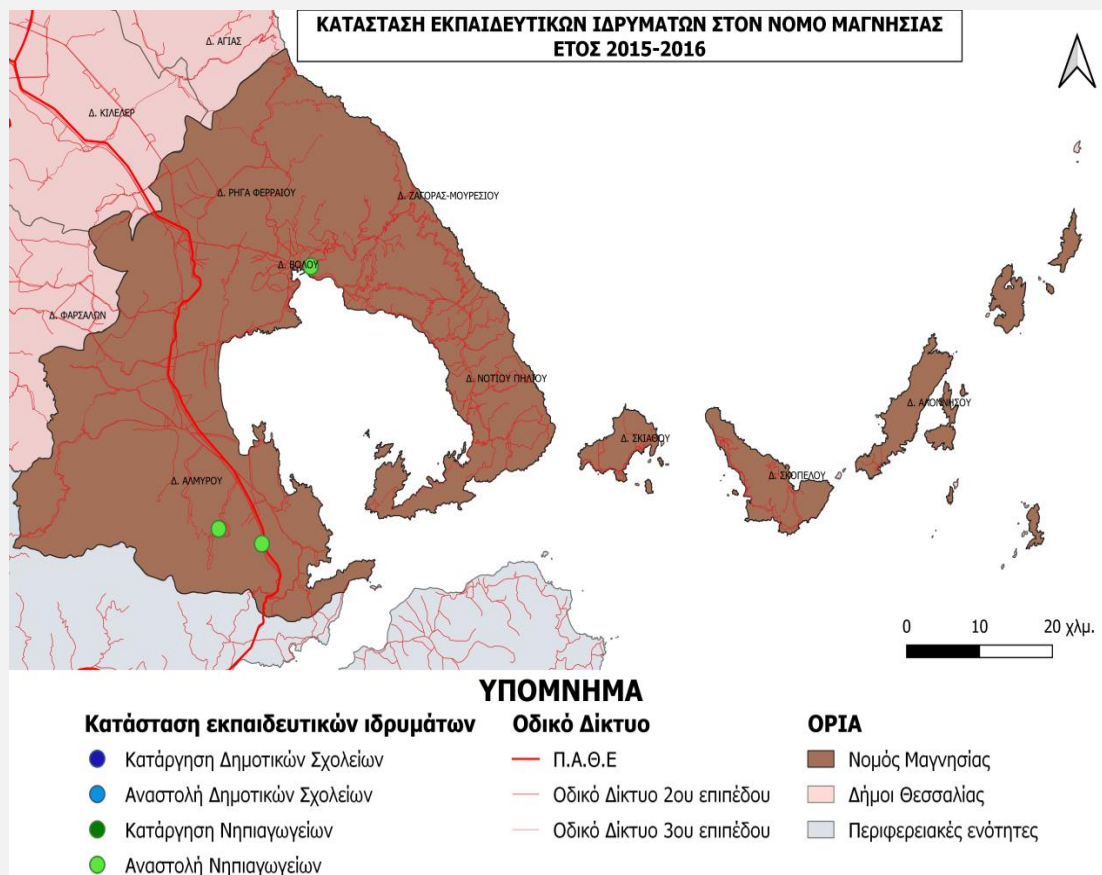 ΚΑΤΑΣΤΑΣΗ ΕΚΠΑΙΔΕΥΤΙΚΩΝ ΙΔΡΥΜΑΤΩΝ ΣΤΟΝ ΝΟΜΟ ΜΑΓΝΗΣΙΑΣ
ΕΤΟΣ 2015-2016
Δ. ΑΓΙΑΣ
Δ. ΚΙΛΕΛΕΡ
Δ. ΡΗΓΑ ΦΕΡΡΑΙΟΥ
Δ. ΖΑΓΟΡΑΣ-ΜΟΥΡΕΣΙΟΥ
Δ. ΒΟΛΟΥ
Δ. ΦΑΡΣΑΛΩΝ
Δ. ΝΟΤΙΟΥ ΠΗΛΙΟΥ
Δ. ΑΛΟΝΝΗΣΟΥ
Δ. ΣΚΙΑΘΟΥ
Δ. ΣΚΟΠΕΛΟΥ
Δ. ΑΛΜΥΡΟΥ
0 10 20 χλμ.
ΥΠΟΜΝΗΜΑ
Κατάσταση εκπαιδευτικών ιδρυμάτων
Κατάργηση Δημοτικών Σχολείων
Αναστολή Δημοτικών Σχολείων
Κατάργηση Νηπιαγωγείων
Αναστολή Νηπιαγωγείων
Οδικό Δίκτυο
Π.Α.Θ.Ε
Οδικό Δίκτυο 2ου επιπέδου
Οδικό Δίκτυο 3ου επιπέδου
ΟΡΙΑ
Νομός Μαγνησίας
Δήμοι Θεσσαλίας
Περιφερειακές ενότητες